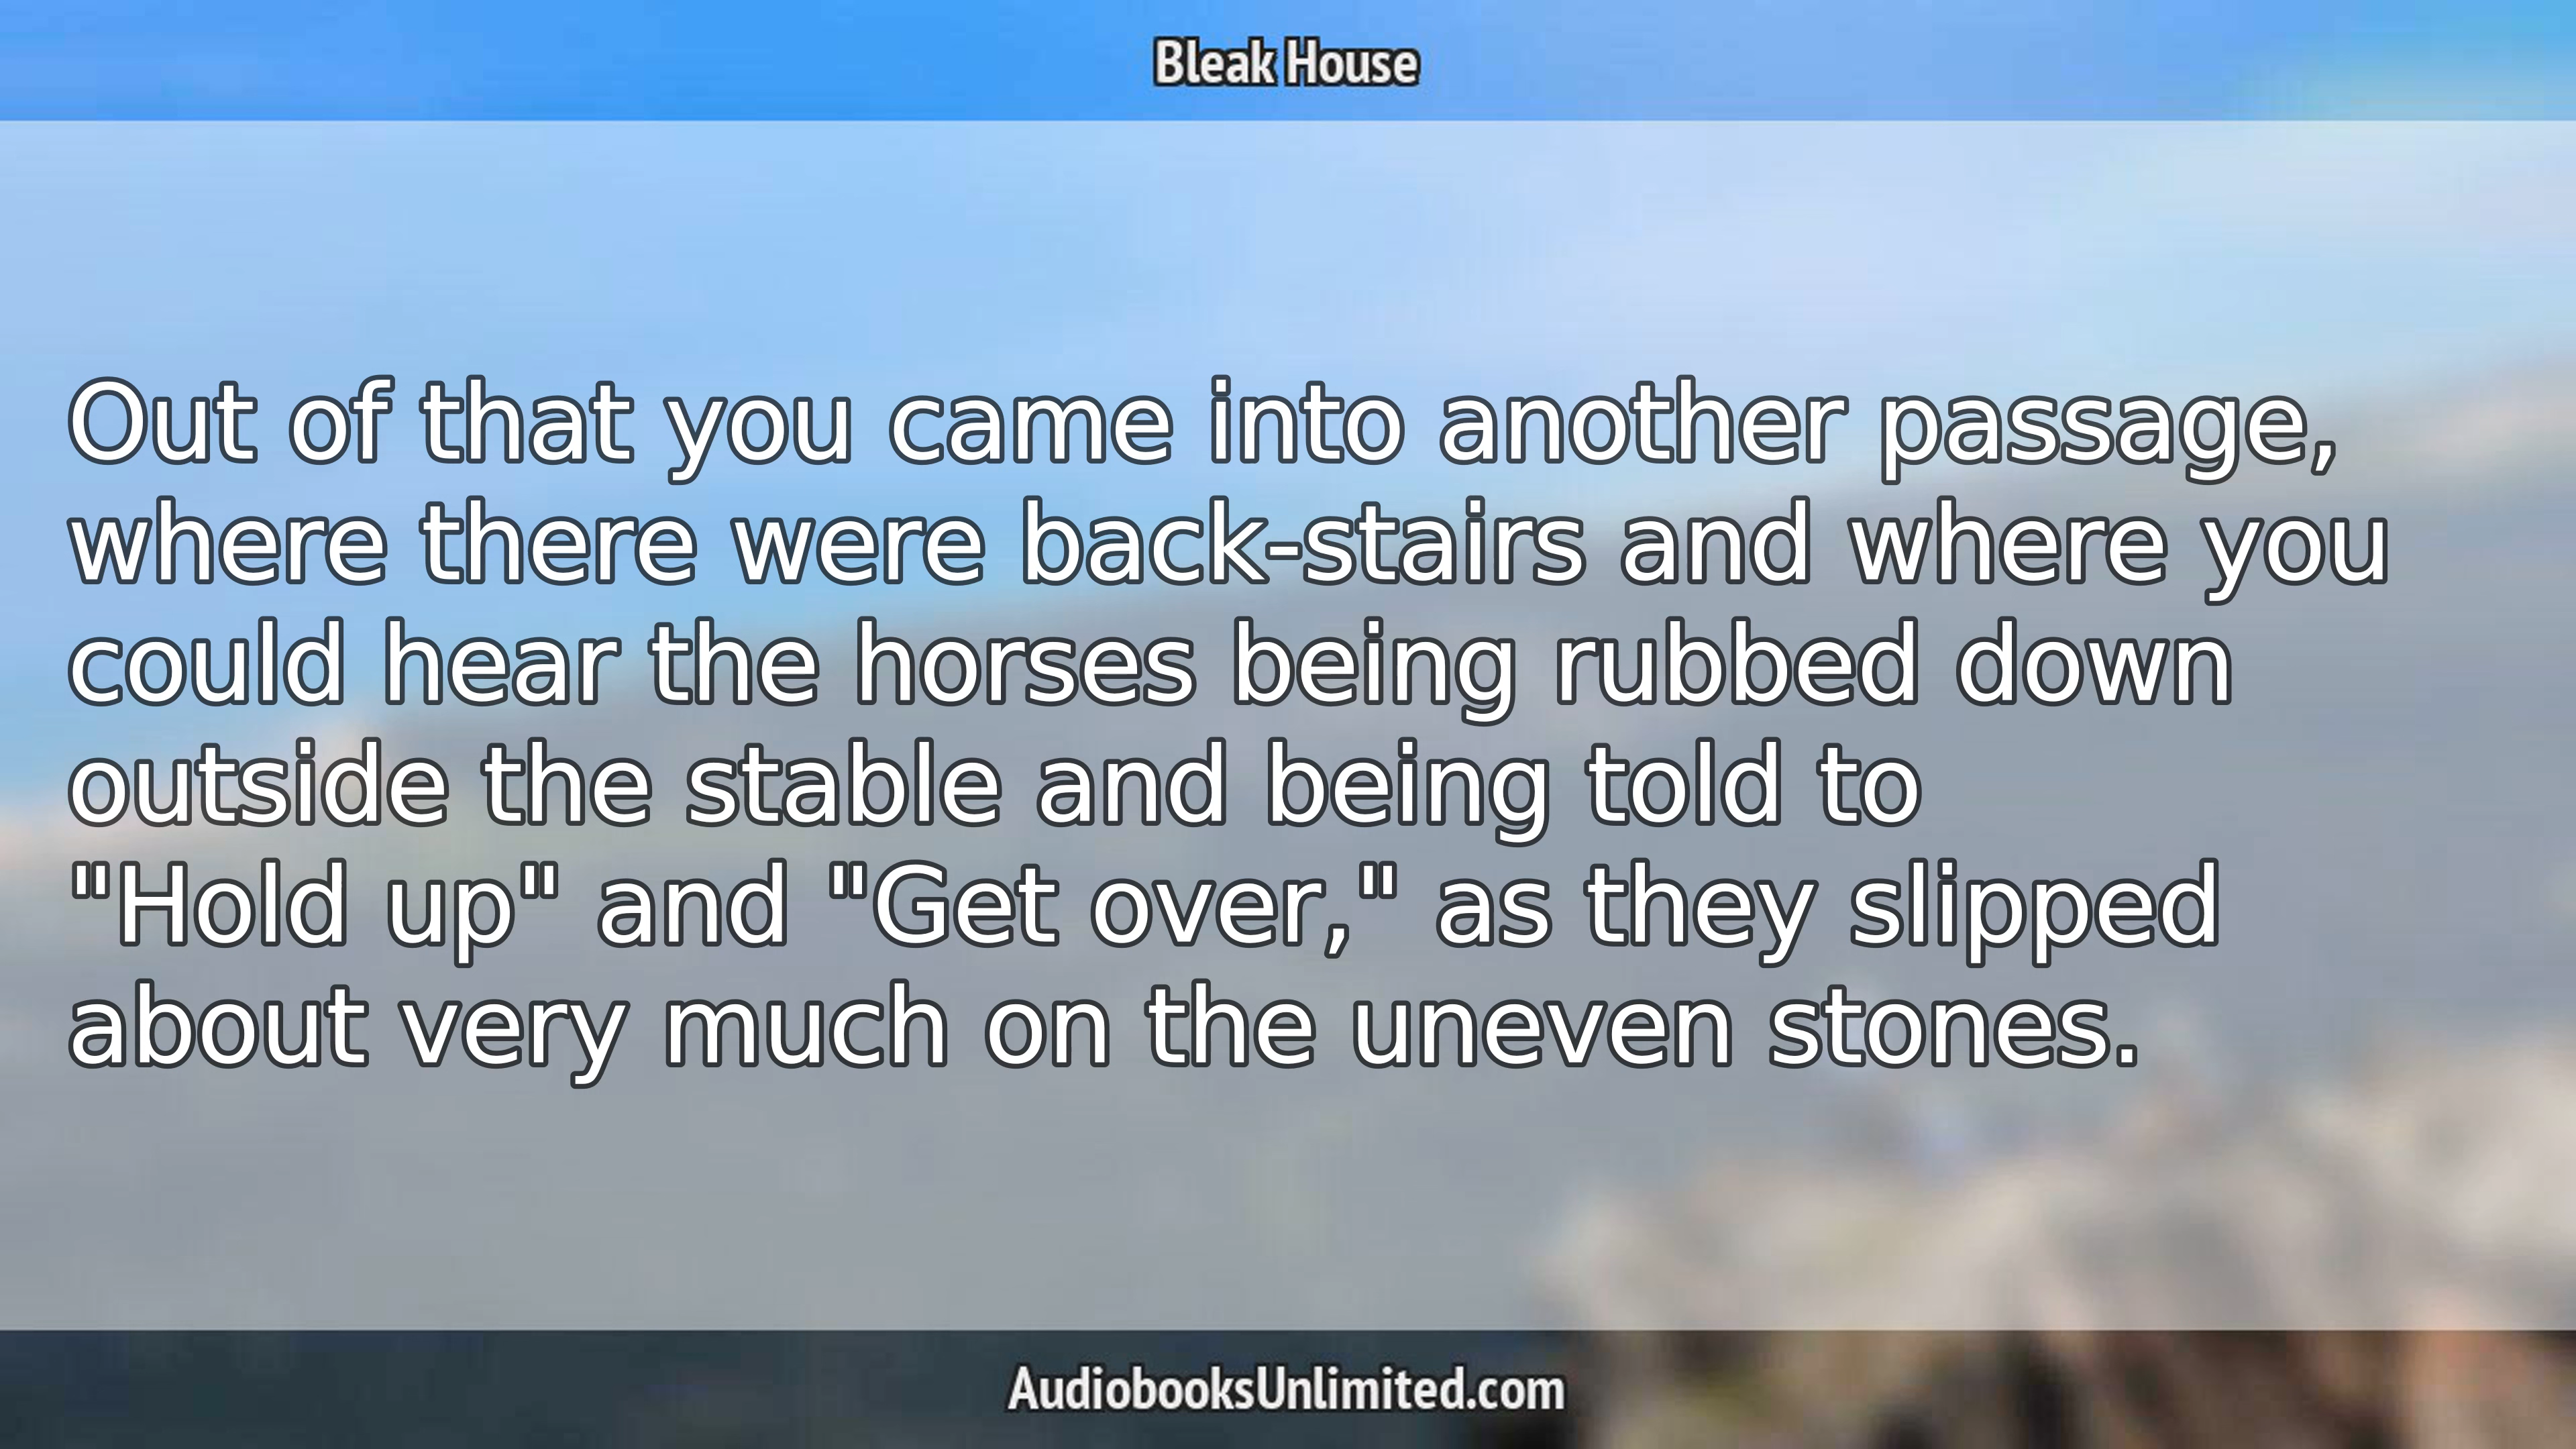 Bleak House
Out of that you came into another passage,
where there were back-stairs and where you
could hear the horses being rubbed down
outside the stable and being told to
"Hold up" and "Get over," as they slipped
about very much on the uneven stones.
AudiobooksUnlimited.com